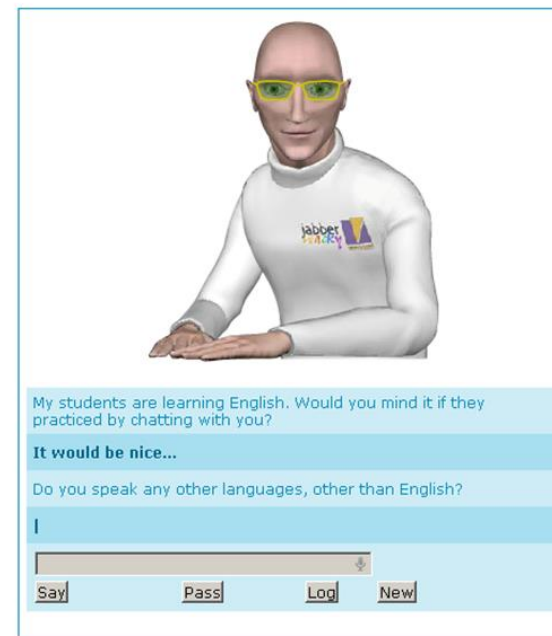 jabber
wacky
My students are learning English. Would you mind it if they
practiced by chatting with you?
It would be nice...
Do you speak any other languages, other than English?
Say Pass Log New